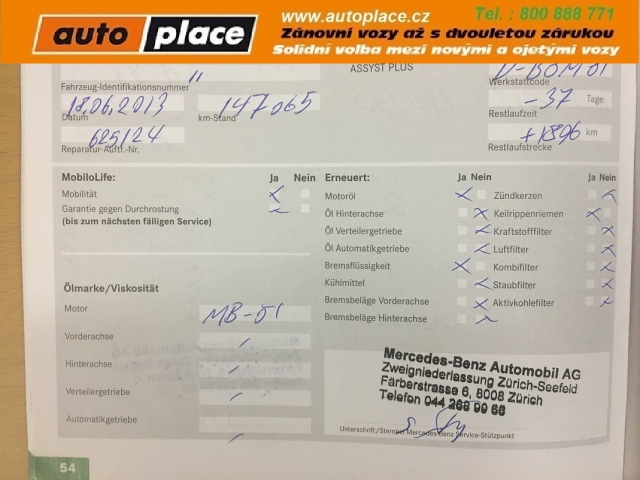 auto place
www.autoplace.cz
Tel. : 800 888 771
Zánovní vozy až s dvouletou zárukou
Solidní volba mezi novými a ojetými vozy
ASSYST PLUS
Fahrzeug-Identifikationsnummer "
Werkstattcode
18.06.2013 147065
-37 Tage
Datum km-Stand
Restlaufzeit
625124
+1896 km
Reparatur-Auftr.-Nr.
Restlaufstrecke
MobiloLife: Ja Nein
Mobilität
Garantie gegen Durchrostung
(bis zum nächsten fälligen Service)
Erneuert: Ja Nein Ja Nein
Motoröl Zündkerzen
Öl Hinterachse Keilrippenriemen
Öl Verteilergetriebe Kraftstofffilter
Öl Automatikgetriebe Luftfilter
Bremsflüssigkeit Kombifilter
Kühlmittel Staubfilter
Bremsbeläge Vorderachse Aktivkohlefilter
Bremsbeläge Hinterachse
Ölmarke/Viskosität
Motor
Vorderachse
Hinterachse
Verteilergetriebe
Automatikgetriebe
Mercedes-Benz Automobil AG
Zweigniederlassung Zürich-Seefeld
Färberstrasse 6, 8008 Zürich
Telefon 044 268 99 66
Unterschrift/Stempel Mercedes-Benz Service-Stützpunkt
54